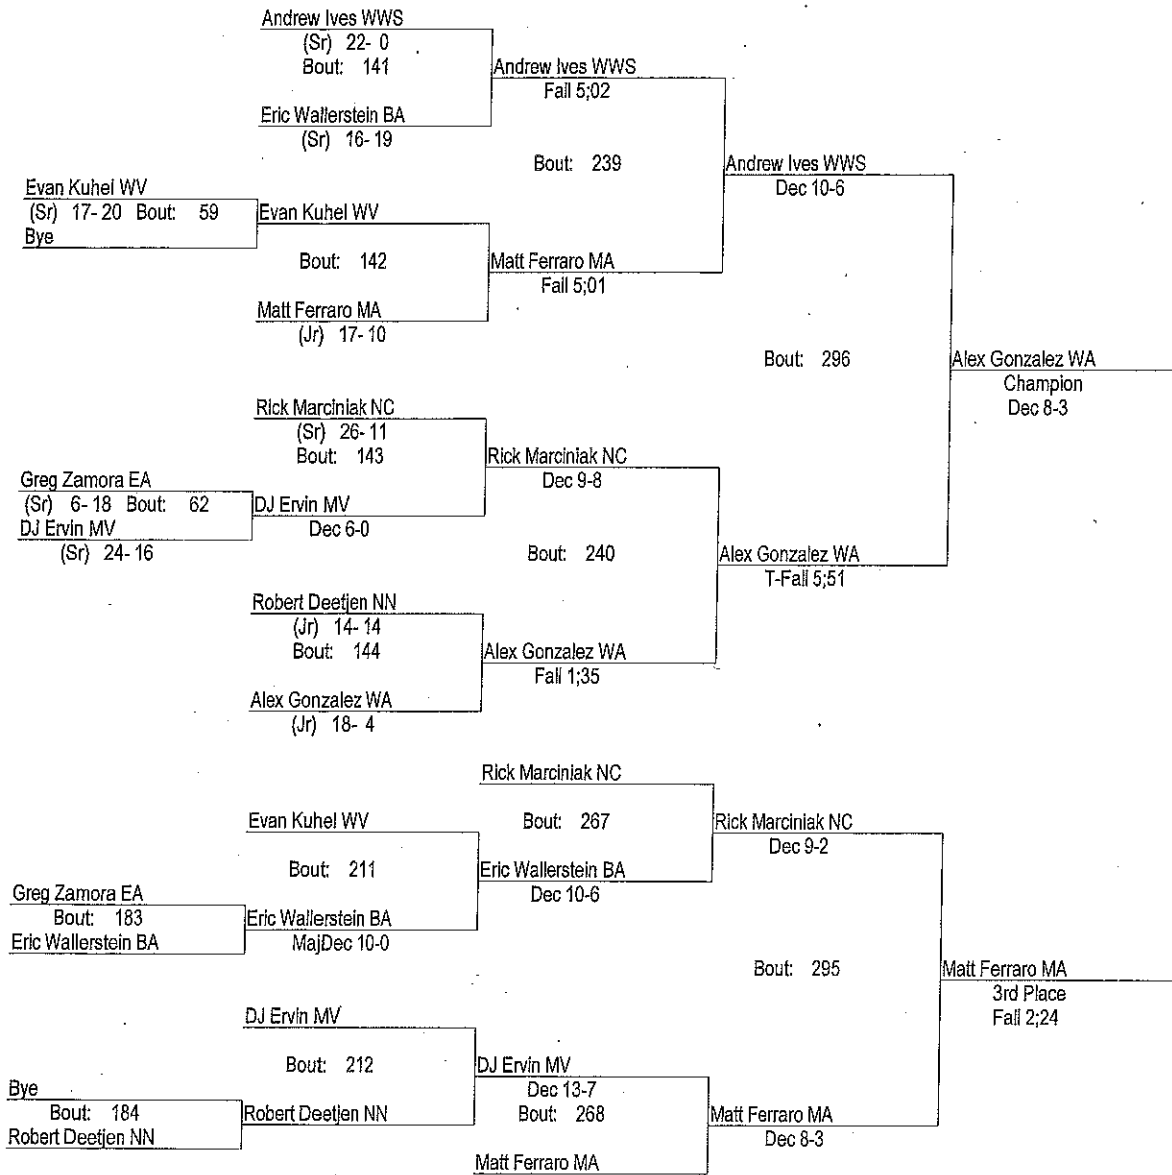 Andrew Ives WWS
(Sr) 22- 0
Bout: 141
Andrew Ives WWS
Fall 5;02
Eric Wallerstein BA
(Sr) 16- 19
Bout: 239
Andrew Ives WWS
Dec 10-6
Evan Kuhel WV
(Sr) 17- 20 Bout: 59
Bye
Evan Kuhel WV
Bout: 142
Matt Ferraro MA
Fall 5;01
Matt Ferraro MA
(Jr) 17- 10
Bout: 296
Alex Gonzalez WA
Champion
Dec 8-3
Rick Marciniak NC
(Sr) 26- 11
Bout: 143
Rick Marciniak NC
Dec 9-8
Greg Zamora EA
(Sr) 6- 18 Bout: 62
DJ Ervin MV
(Sr) 24- 16
DJ Ervin MV
Dec 6-0
Bout: 240
Alex Gonzalez WA
T-Fall 5;51
Robert Deetjen NN
(Jr) 14- 14
Bout: 144
Alex Gonzalez WA
Fall 1;35
Alex Gonzalez WA
(Jr) 18- 4
Rick Marciniak NC
Bout: 267
Rick Marciniak NC
Dec 9-2
Evan Kuhel WV
Bout: 211
Eric Wallerstein BA
Dec 10-6
Greg Zamora EA
Bout: 183
Eric Wallerstein BA
Eric Wallerstein BA
MajDec 10-0
Bout: 295
Matt Ferraro MA
3rd Place
Fall 2;24
DJ Ervin MV
Bout: 212
DJ Ervin MV
Dec 13-7
Bye
Bout: 184
Robert Deetjen NN
Robert Deetjen NN
Bout: 268
Matt Ferraro MA
Dec 8-3
Matt Ferraro MA